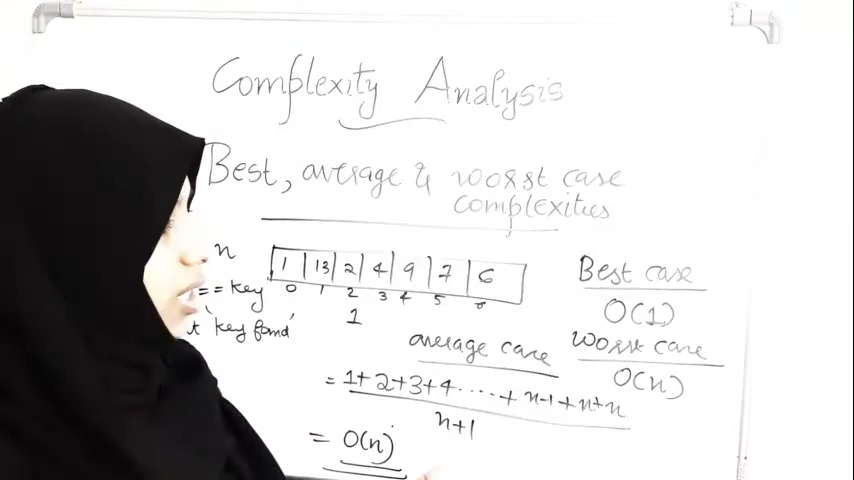 Complexity Analysis
Best, average & worst case
complexities
n
1 13 2 4 9 7 6
0 1 2 3 4 5 6
== key
'key found'
1
Best case
O(1)
worst case
O(n)
average case
= 1+2+3+4.....+n-1+n+n
n+1
= O(n)